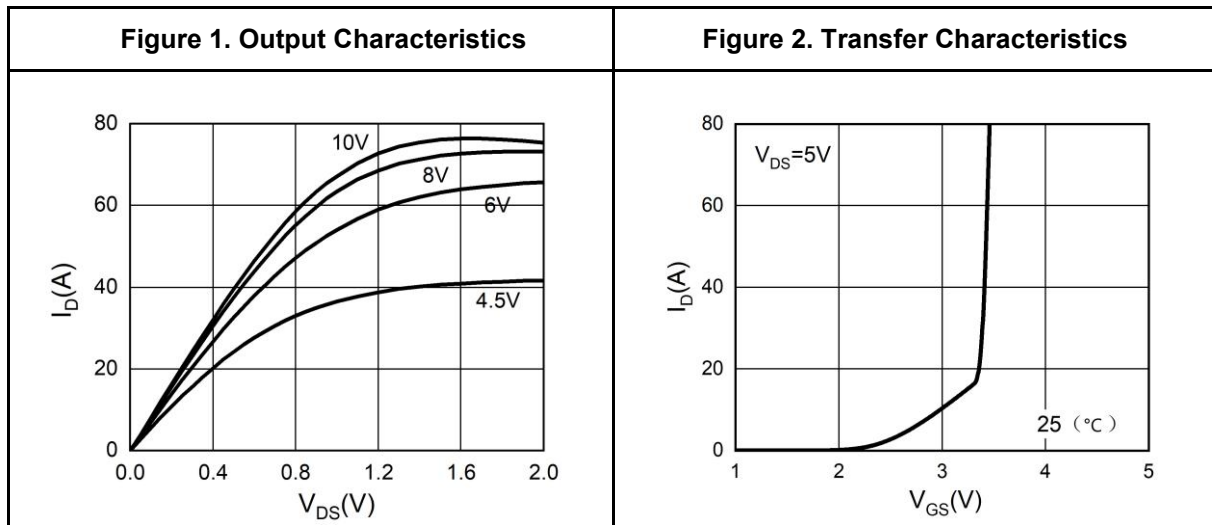 Figure 1. Output Characteristics
Figure 2. Transfer Characteristics
80
60
40
20
0
I_D(A)
10V
8V
6V
4.5V
0.0 0.4 0.8 1.2 1.6 2.0
V_DS(V)
80
60
40
20
0
I_D(A)
V_DS=5V
25（℃）
1 2 3 4 5
V_GS(V)